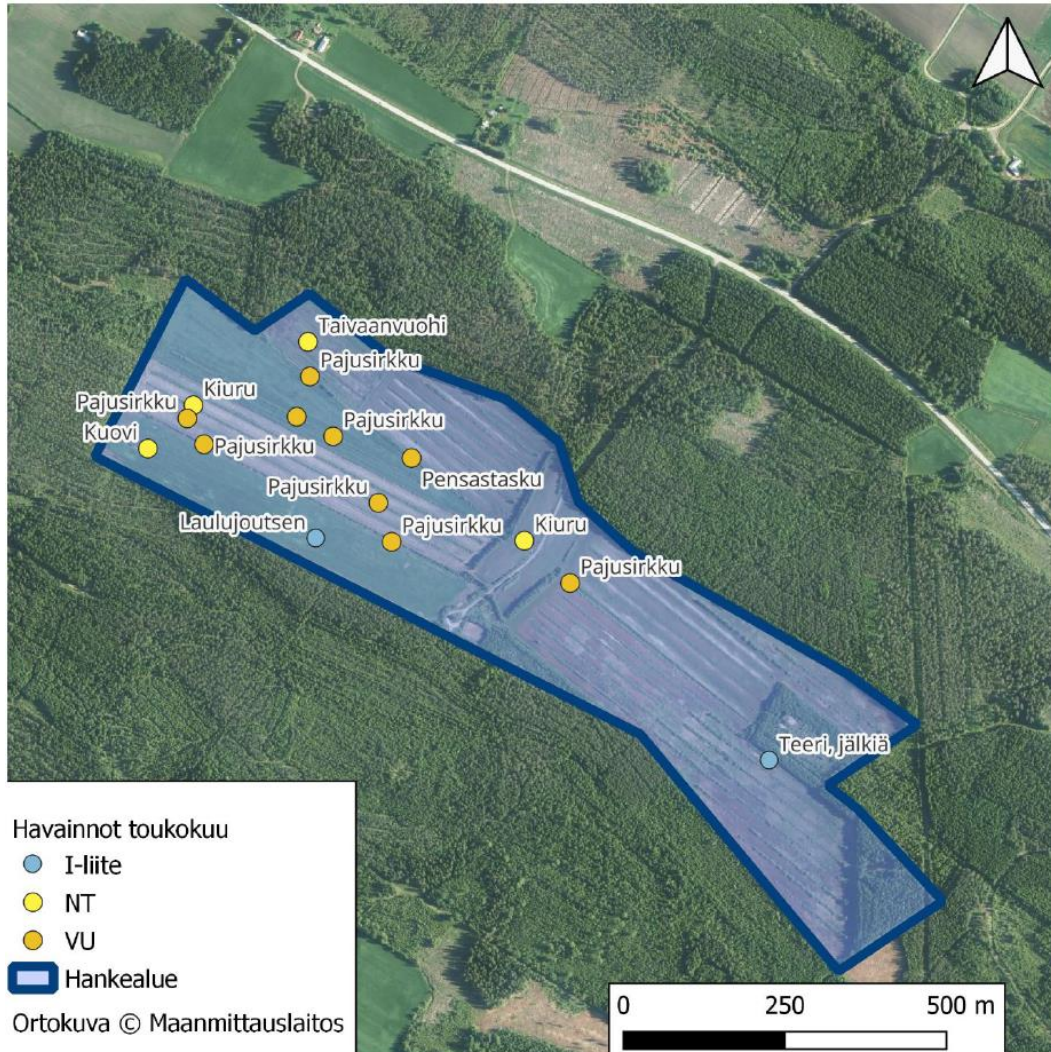 Taivaanvuohi
Pajusirkku
Kiuru
Pajusirkku
Pajusirkku
Kuovi
Pajusirkku
Pensastasku
Pajusirkku
Laulujoutsen
Pajusirkku
Kiuru
Pajusirkku
Teeri, jälkiä
Havainnot toukokuu
I-liite
NT
VU
Hankealue
Ortokuva © Maanmittauslaitos
0 250 500 m